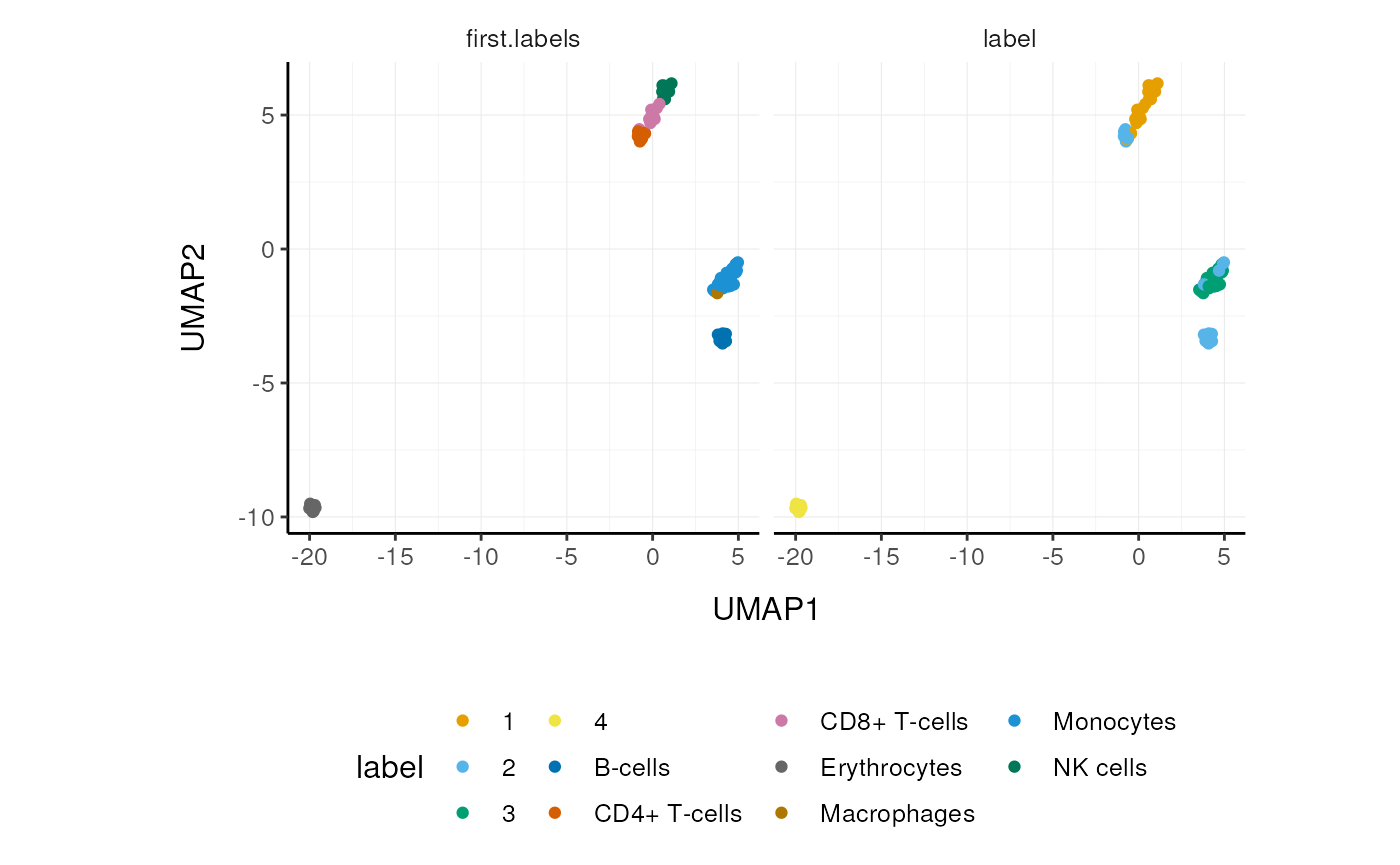 first.labels label
5
0
-5
-10
UMAP2
-20 -15 -10 -5 0 5 -20 -15 -10 -5 0 5
UMAP1
label
1 4 CD8+ T-cells Monocytes
2 B-cells Erythrocytes NK cells
3 CD4+ T-cells Macrophages